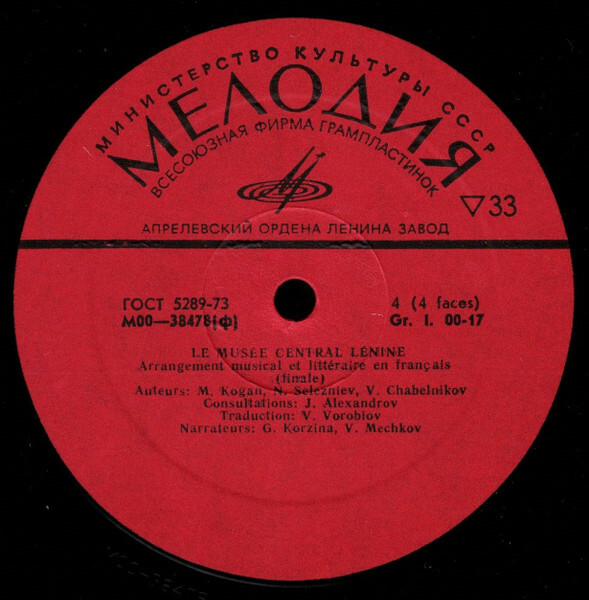 МИНИСТЕРСТВО КУЛЬТУРЫ СССР
МЕЛОДИЯ
ВСЕСОЮЗНАЯ ФИРМА ГРАМПЛАСТИНОК
▽33
АПРЕЛЕВСКИЙ ОРДЕНА ЛЕНИНА ЗАВОД
ГОСТ 5289-73
4 (4 faces)
М00—38478(ф)
Gr. I. 00-17
LE MUSÉE CENTRAL LÉNINE
Arrangement musical et littéraire en français
(finale)
Auteurs: M. Kogan, N. Selezniev, V. Chabelnikov
Consultations: J. Alexandrov
Traduction: V. Vorobiov
Narrateurs: G. Korzina, V. Mechkov